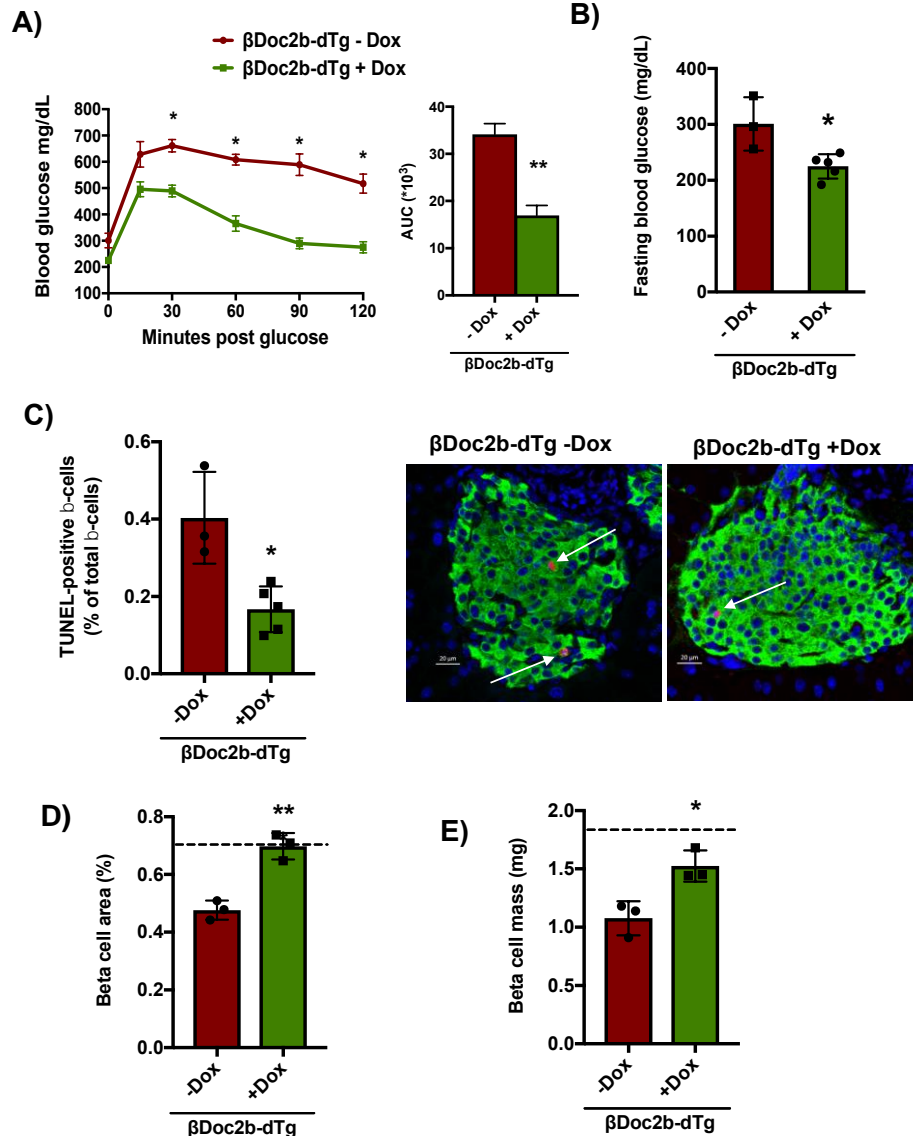 A)
βDoc2b-dTg - Dox
βDoc2b-dTg + Dox
Blood glucose mg/dL
800
700
600
500
400
300
200
100
* * * *
0 30 60 90 120
Minutes post glucose
AUC (*10³)
40
30
20
10
0
**
- Dox + Dox
βDoc2b-dTg
B)
Fasting blood glucose (mg/dL)
400
300
200
100
0
*
- Dox + Dox
βDoc2b-dTg
C)
TUNEL-positive b-cells
(% of total b-cells)
0.6
0.4
0.2
0.0
*
-Dox +Dox
βDoc2b-dTg
βDoc2b-dTg -Dox
20 µm
βDoc2b-dTg +Dox
20 µm
D)
Beta cell area (%)
0.8
0.6
0.4
0.2
0.0
**
-Dox +Dox
βDoc2b-dTg
E)
Beta cell mass (mg)
2.0
1.5
1.0
0.5
0.0
*
-Dox +Dox
βDoc2b-dTg